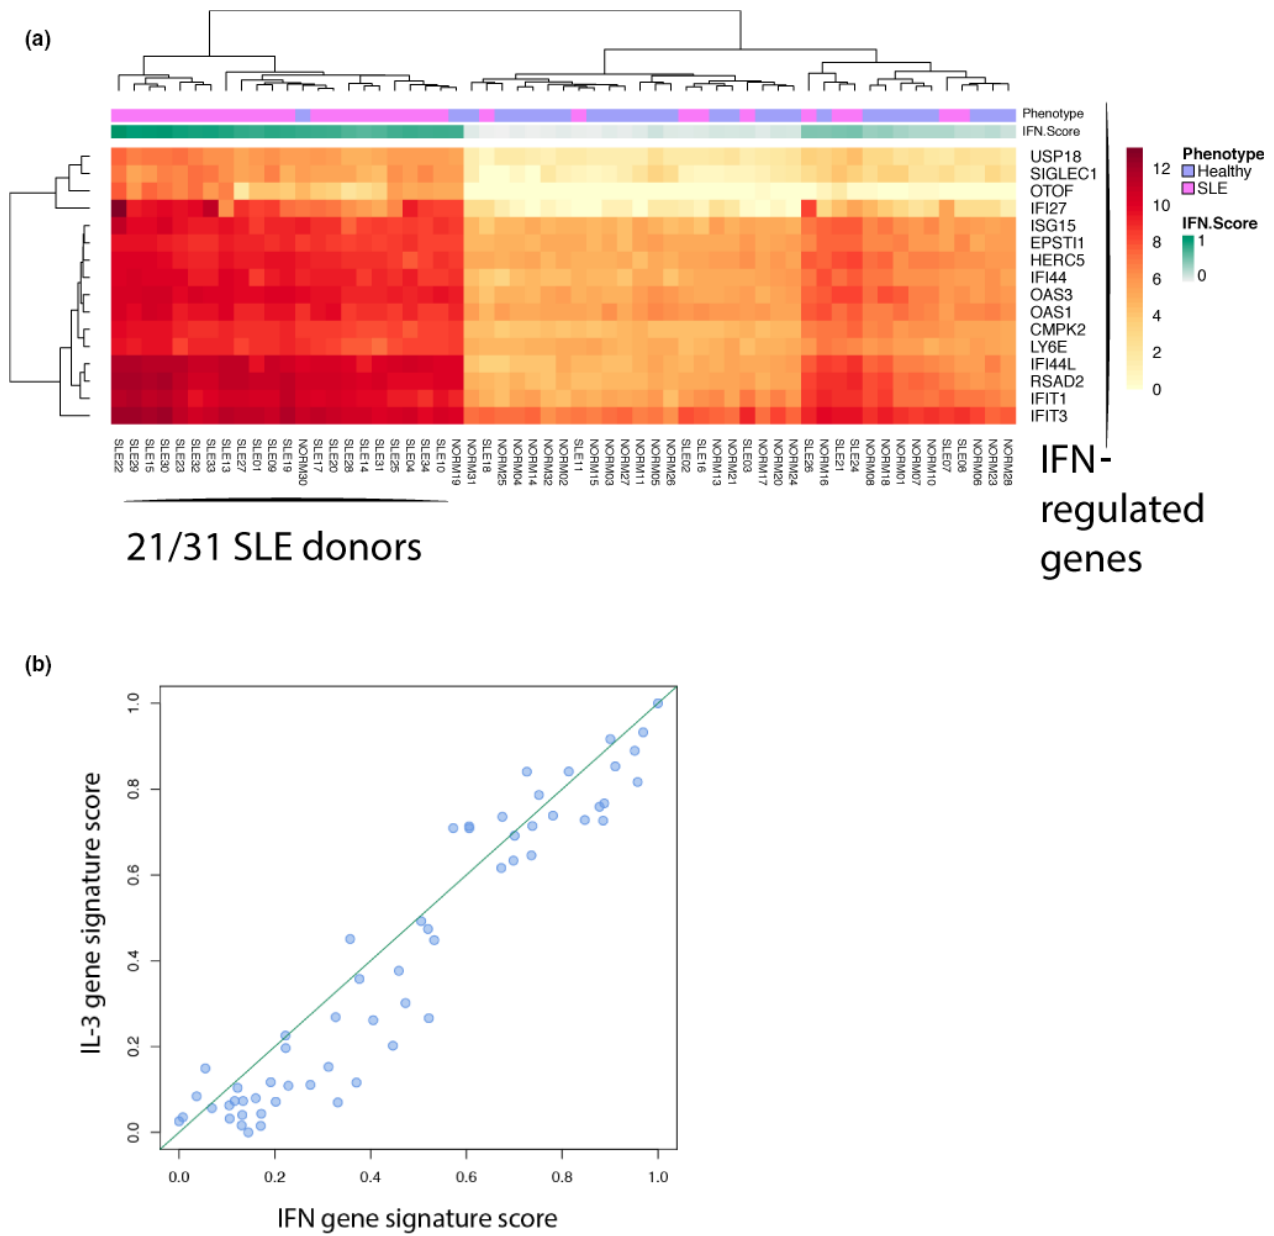 (a)
Phenotype
IFN.Score
USP18
SIGLEC1
OTOF
IFI27
ISG15
EPSTI1
HERC5
IFI44
OAS3
OAS1
CMPK2
LY6E
IFI44L
RSAD2
IFIT1
IFIT3
12
10
8
6
4
2
0
Phenotype
Healthy
SLE
IFN.Score
1
0
SLE22
SLE29
SLE15
SLE30
SLE23
SLE32
SLE33
SLE13
SLE27
SLE01
SLE09
SLE19
NORM30
SLE17
SLE20
SLE28
SLE14
SLE31
SLE25
SLE04
SLE34
SLE10
NORM19
NORM31
SLE18
NORM25
NORM04
NORM14
NORM32
NORM02
SLE11
NORM15
NORM03
NORM27
NORM11
NORM05
NORM26
SLE02
SLE16
NORM13
NORM21
SLE03
NORM17
NORM20
NORM24
SLE26
NORM16
SLE21
SLE24
NORM08
NORM18
NORM01
NORM07
NORM10
SLE07
SLE08
NORM06
NORM23
NORM28
21/31 SLE donors
IFN-
regulated
genes
(b)
IL-3 gene signature score
1.0
0.8
0.6
0.4
0.2
0.0
0.0 0.2 0.4 0.6 0.8 1.0
IFN gene signature score